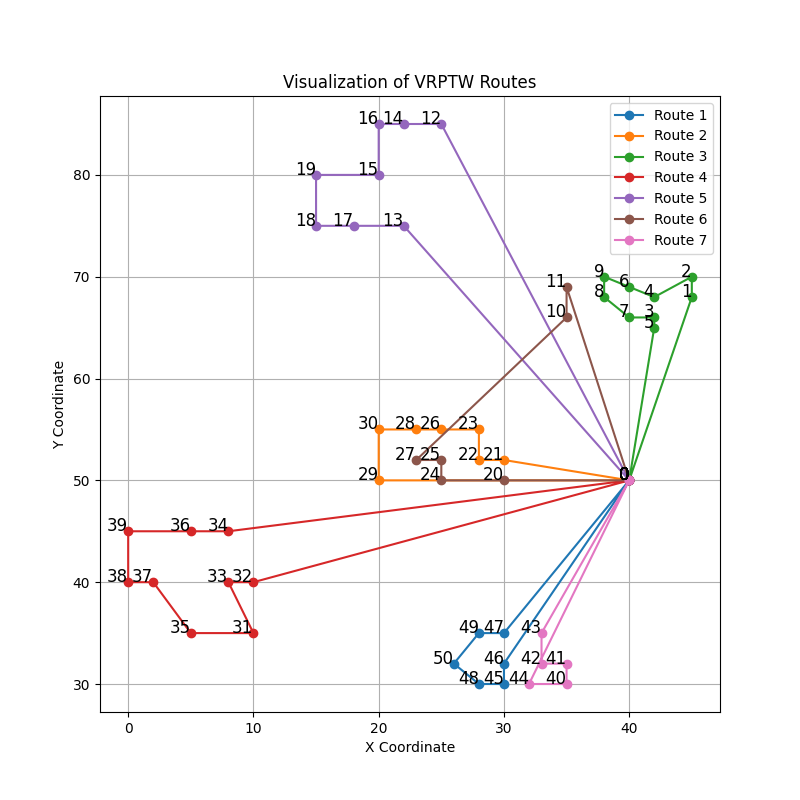 Visualization of VRPTW Routes
Route 1
Route 2
Route 3
Route 4
Route 5
Route 6
Route 7
16 14 12
19 15
18 17 13
9 6 2
11 8 4 1
10 7 3
5
30 28 26 23
27 25 22 21
29 24 20 0
39 36 34
38 37 33 32
35 31 49 47 43
50 46 42 41
48 45 44 40
80
70
60
50
40
30
Y Coordinate
0 10 20 30 40
X Coordinate